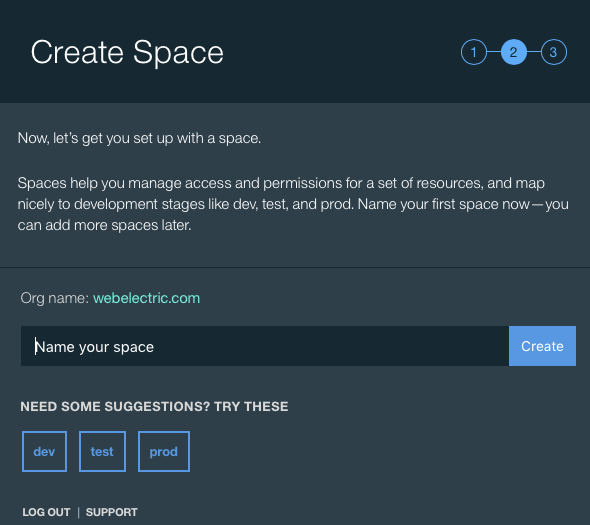 Create Space
1 2 3
Now, let’s get you set up with a space.
Spaces help you manage access and permissions for a set of resources, and map
nicely to development stages like dev, test, and prod. Name your first space now—you
can add more spaces later.
Org name: webelectric.com
Name your space
Create
NEED SOME SUGGESTIONS? TRY THESE
dev test prod
LOG OUT | SUPPORT